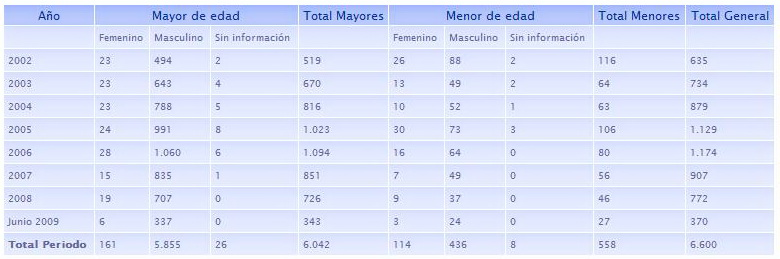 Año Mayor de edad Total Mayores Menor de edad Total Menores Total General
Femenino Masculino Sin información Femenino Masculino Sin información
2002 23 494 2 519 26 88 2 116 635
2003 23 643 4 670 13 49 2 64 734
2004 23 788 5 816 10 52 1 63 879
2005 24 991 8 1.023 30 73 3 106 1.129
2006 28 1.060 6 1.094 16 64 0 80 1.174
2007 15 835 1 851 7 49 0 56 907
2008 19 707 0 726 9 37 0 46 772
Junio 2009 6 337 0 343 3 24 0 27 370
Total Periodo 161 5.855 26 6.042 114 436 8 558 6.600